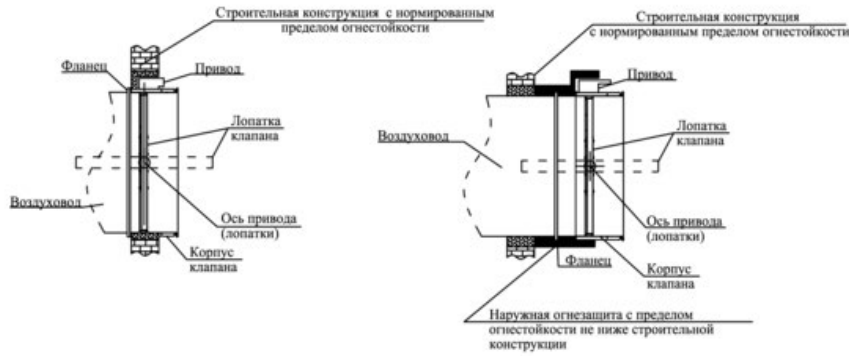 Строительная конструкция с нормированным
пределом огнестойкости
Фланец
Привод
Лопатка
клапана
Воздуховод
Ось привода
(лопатки)
Корпус
клапана
Строительная конструкция
с нормированным пределом огнестойкости
Привод
Воздуховод
Лопатка
клапана
Ось привода
(лопатки)
Фланец
Корпус
клапана
Наружная огнезащита с пределом
огнестойкости не ниже строительной
конструкции